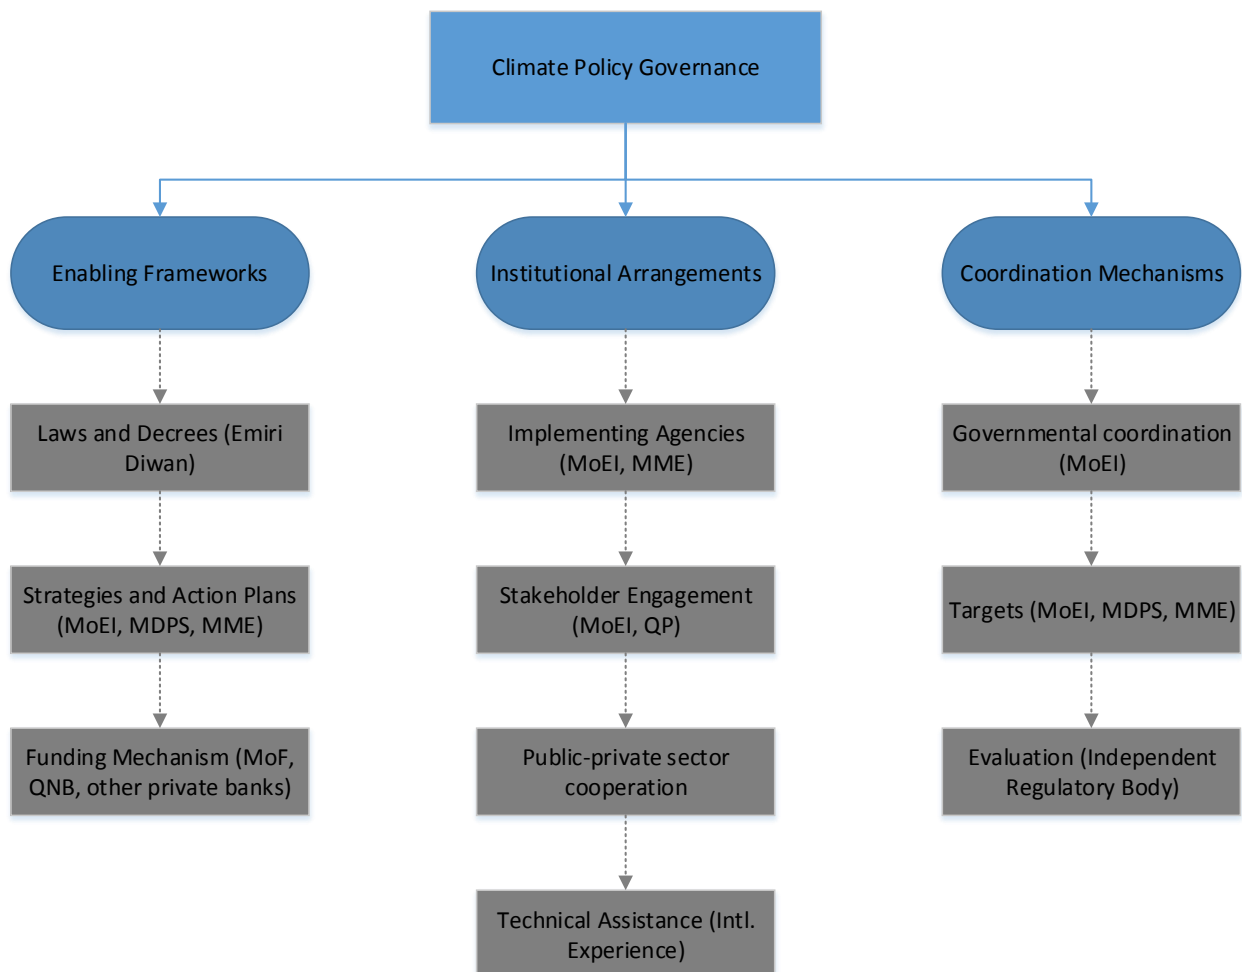 Climate Policy Governance
Enabling Frameworks
Institutional Arrangements
Coordination Mechanisms
Laws and Decrees (Emiri
Diwan)
Implementing Agencies
(MoEI, MME)
Governmental coordination
(MoEI)
Strategies and Action Plans
(MoEI, MDPS, MME)
Stakeholder Engagement
(MoEI, QP)
Targets (MoEI, MDPS, MME)
Funding Mechanism (MoF,
QNB, other private banks)
Public-private sector
cooperation
Evaluation (Independent
Regulatory Body)
Technical Assistance (Intl.
Experience)